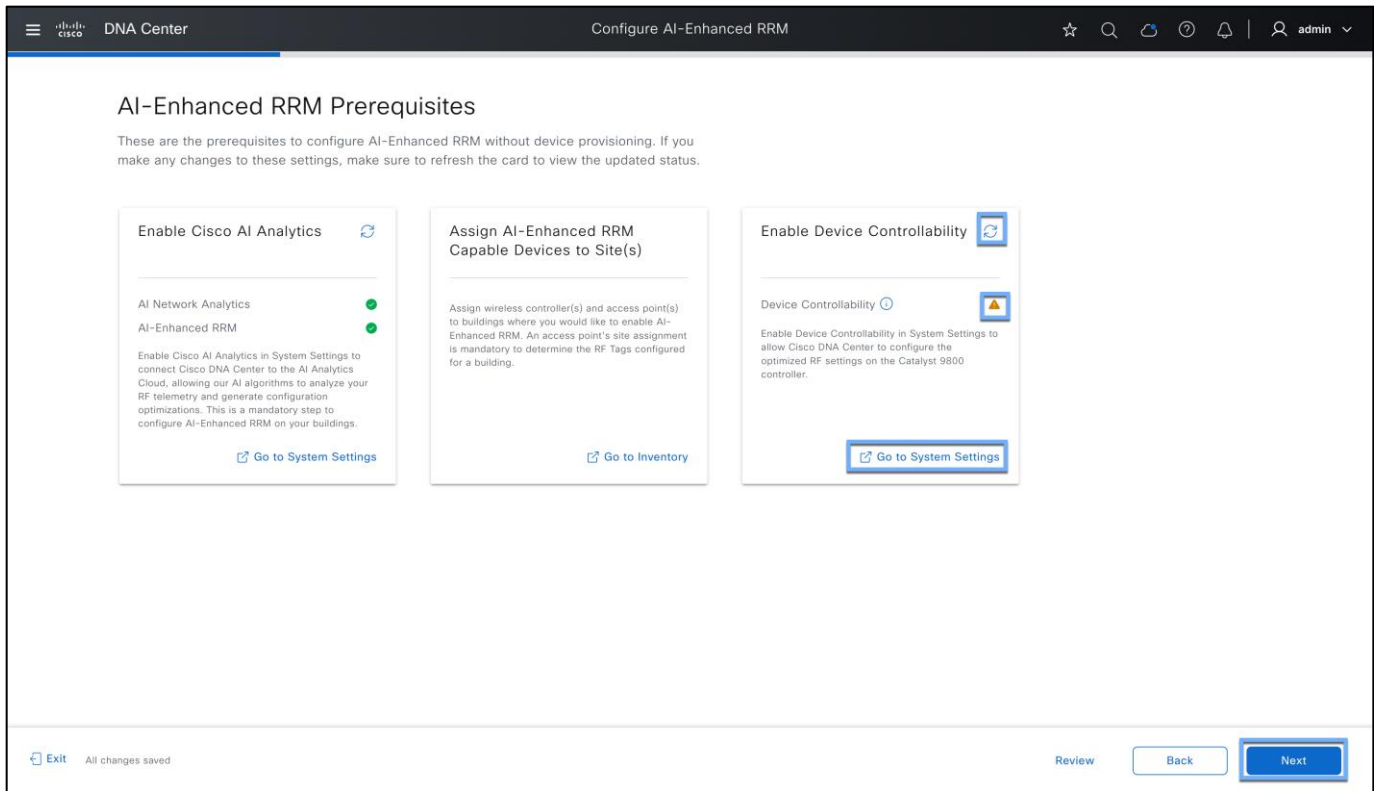 cisco DNA Center
Configure AI-Enhanced RRM
admin
AI-Enhanced RRM Prerequisites
These are the prerequisites to configure AI-Enhanced RRM without device provisioning. If you
make any changes to these settings, make sure to refresh the card to view the updated status.
Enable Cisco AI Analytics
AI Network Analytics
AI-Enhanced RRM
Enable Cisco AI Analytics in System Settings to
connect Cisco DNA Center to the AI Analytics
Cloud, allowing our AI algorithms to analyze your
RF telemetry and generate configuration
optimizations. This is a mandatory step to
configure AI-Enhanced RRM on your buildings.
Go to System Settings
Assign AI-Enhanced RRM
Capable Devices to Site(s)
Assign wireless controller(s) and access point(s)
to buildings where you would like to enable AI-
Enhanced RRM. An access point's site assignment
is mandatory to determine the RF Tags configured
for a building.
Go to Inventory
Enable Device Controllability
Device Controllability
Enable Device Controllability in System Settings to
allow Cisco DNA Center to configure the
optimized RF settings on the Catalyst 9800
controller.
Go to System Settings
Exit
All changes saved
Review
Back
Next